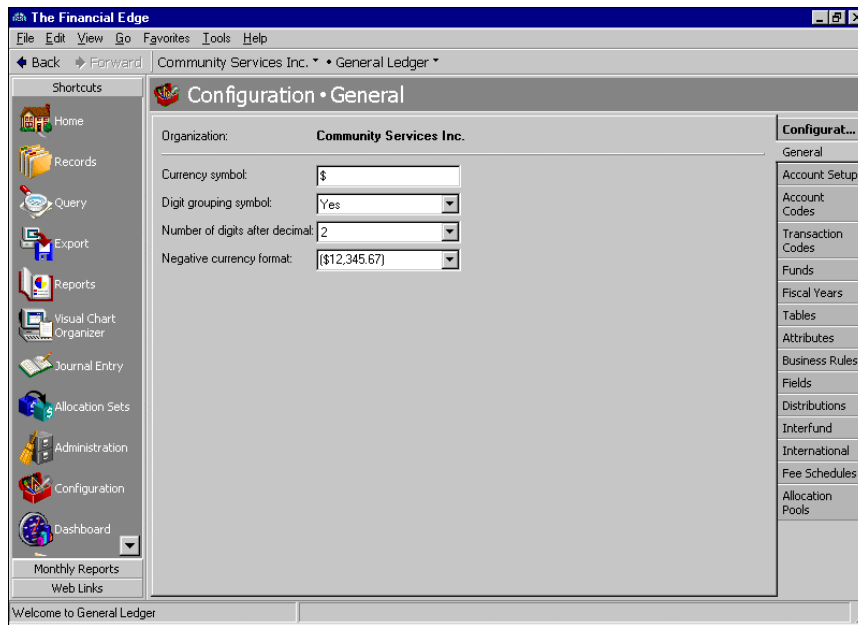 The Financial Edge
File Edit View Go Favorites Tools Help
Back Forward Community Services Inc. • General Ledger
Shortcuts
Home
Records
Query
Export
Reports
Visual Chart
Organizer
Journal Entry
Allocation Sets
Administration
Configuration
Dashboard
Monthly Reports
Web Links
Configuration • General
Organization: Community Services Inc.
Currency symbol: $
Digit grouping symbol: Yes
Number of digits after decimal: 2
Negative currency format: ($12,345.67)
Configurat...
General
Account Setup
Account
Codes
Transaction
Codes
Funds
Fiscal Years
Tables
Attributes
Business Rules
Fields
Distributions
Interfund
International
Fee Schedules
Allocation
Pools
Welcome to General Ledger